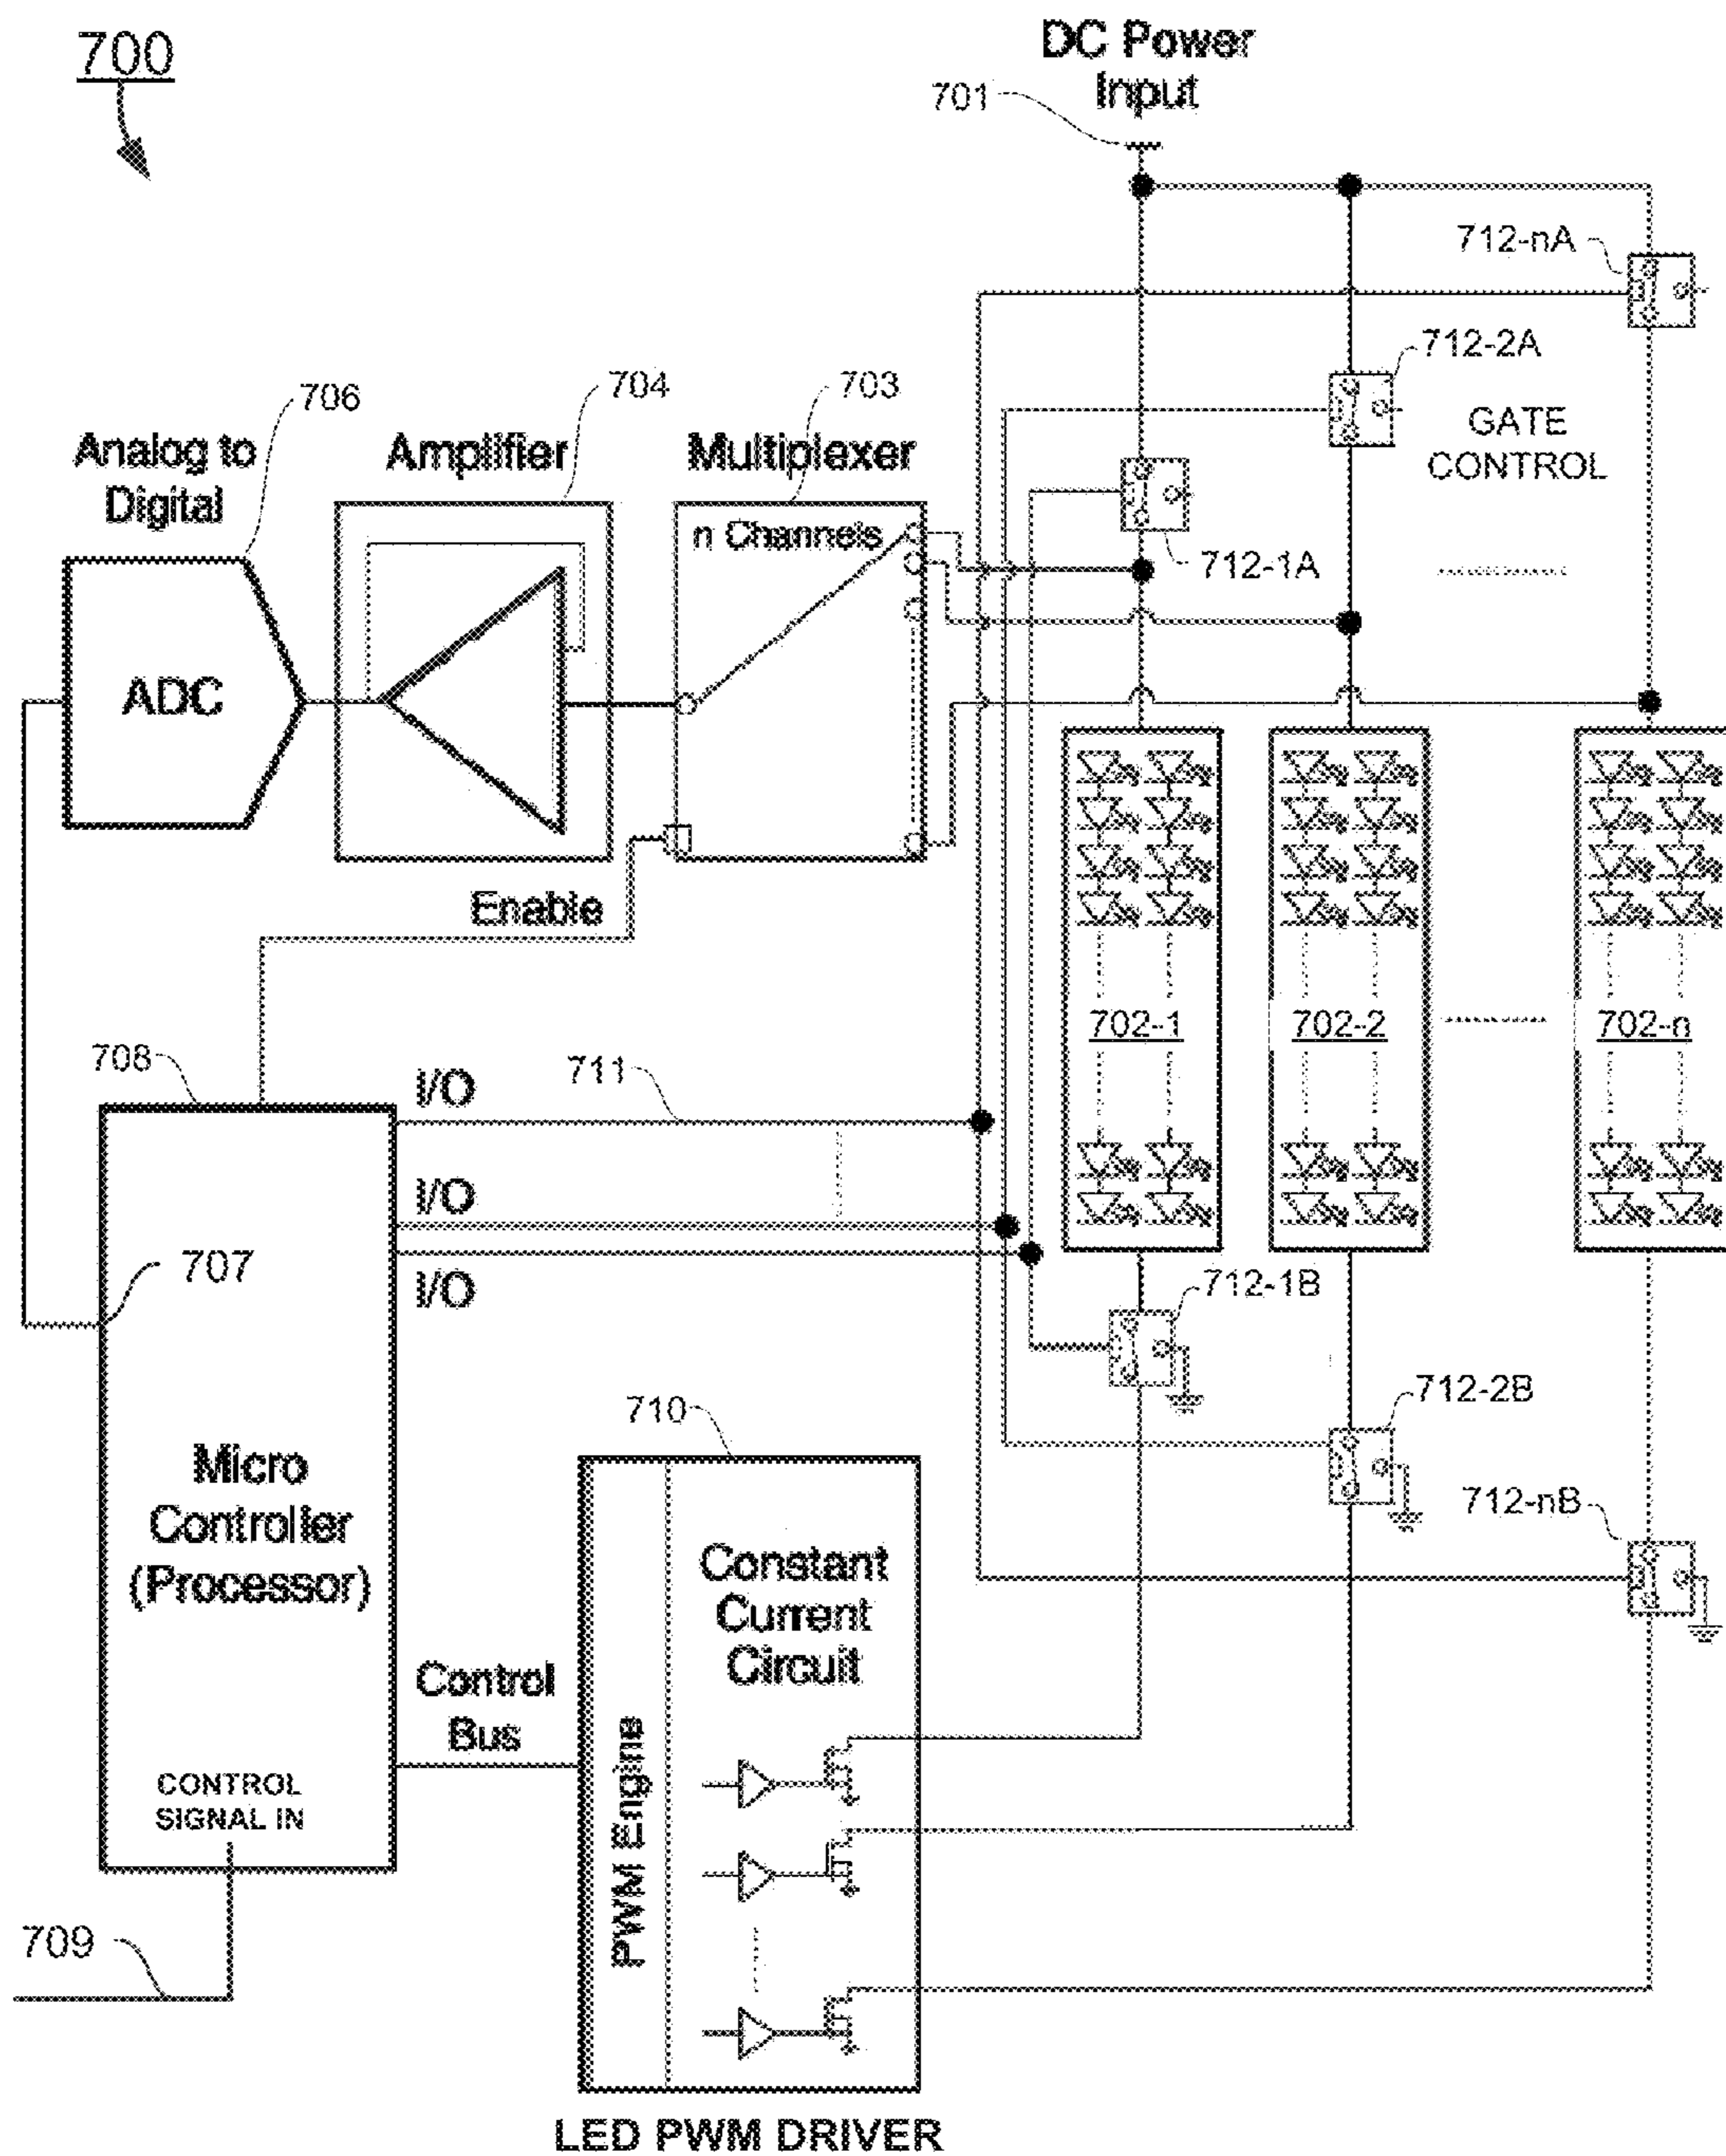 700
DC Power
Input
701
712-nA
712-2A
GATE
CONTROL
706
704
703
Analog to
Digital
Amplifier
Multiplexer
n Channels
712-1A
ADC
Enable
702-1
702-2
702-n
708
I/O
711
I/O
I/O
707
712-1B
712-2B
712-nB
710
Micro
Controller
(Processor)
Constant
Current
Circuit
Control
Bus
PWM Engine
CONTROL
SIGNAL IN
709
LED PWM DRIVER